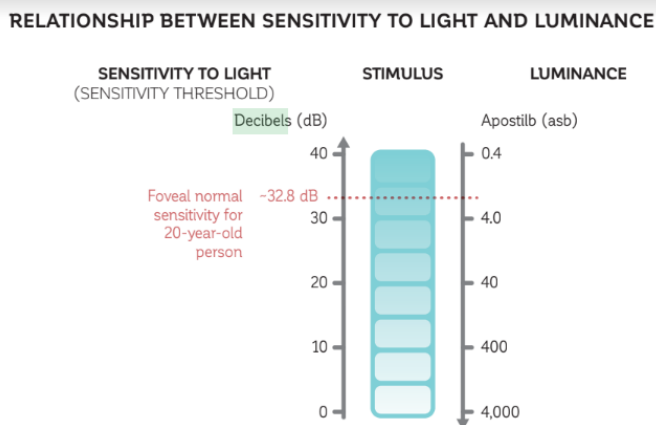 RELATIONSHIP BETWEEN SENSITIVITY TO LIGHT AND LUMINANCE
SENSITIVITY TO LIGHT
(SENSITIVITY THRESHOLD)
STIMULUS
LUMINANCE
Decibels (dB)
Apostilb (asb)
40
0.4
Foveal normal
sensitivity for
20-year-old
person
~32.8 dB
30
4.0
20
40
10
400
0
4,000